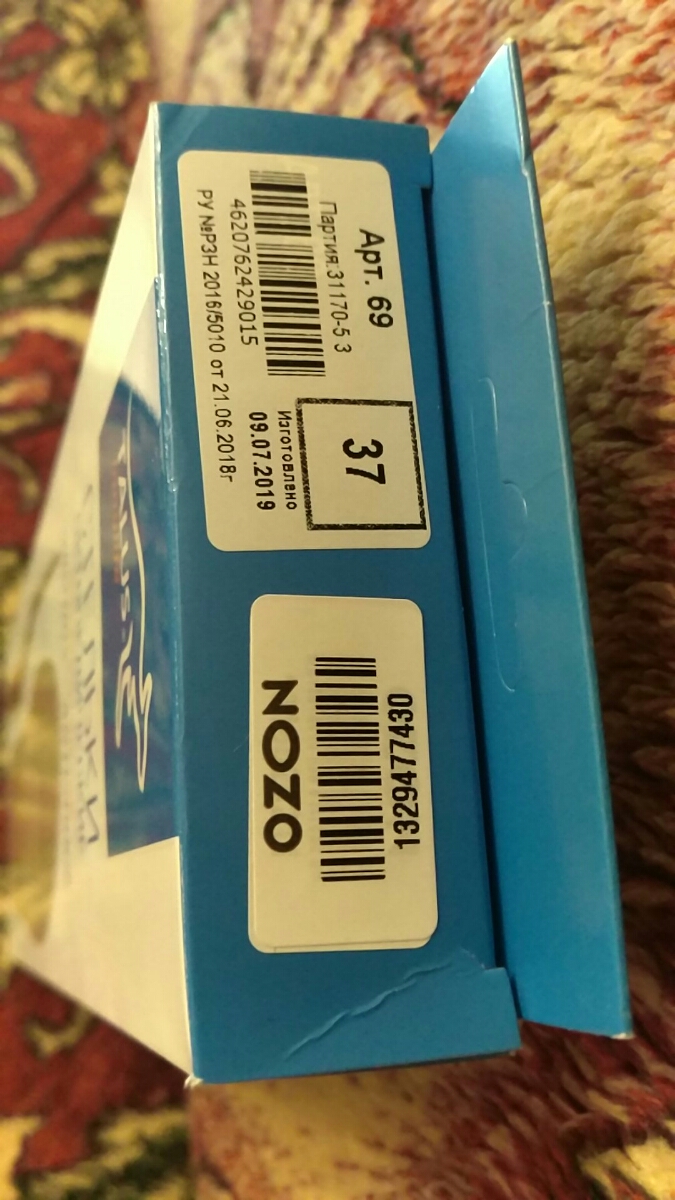 Арт. 69
Партия.31170-5 3
4620762429015
РУ №РЗН 2016/5010 от 21.06.2018г
37
Изготовлено
09.07.2019
1329477430
OZON
TALUS